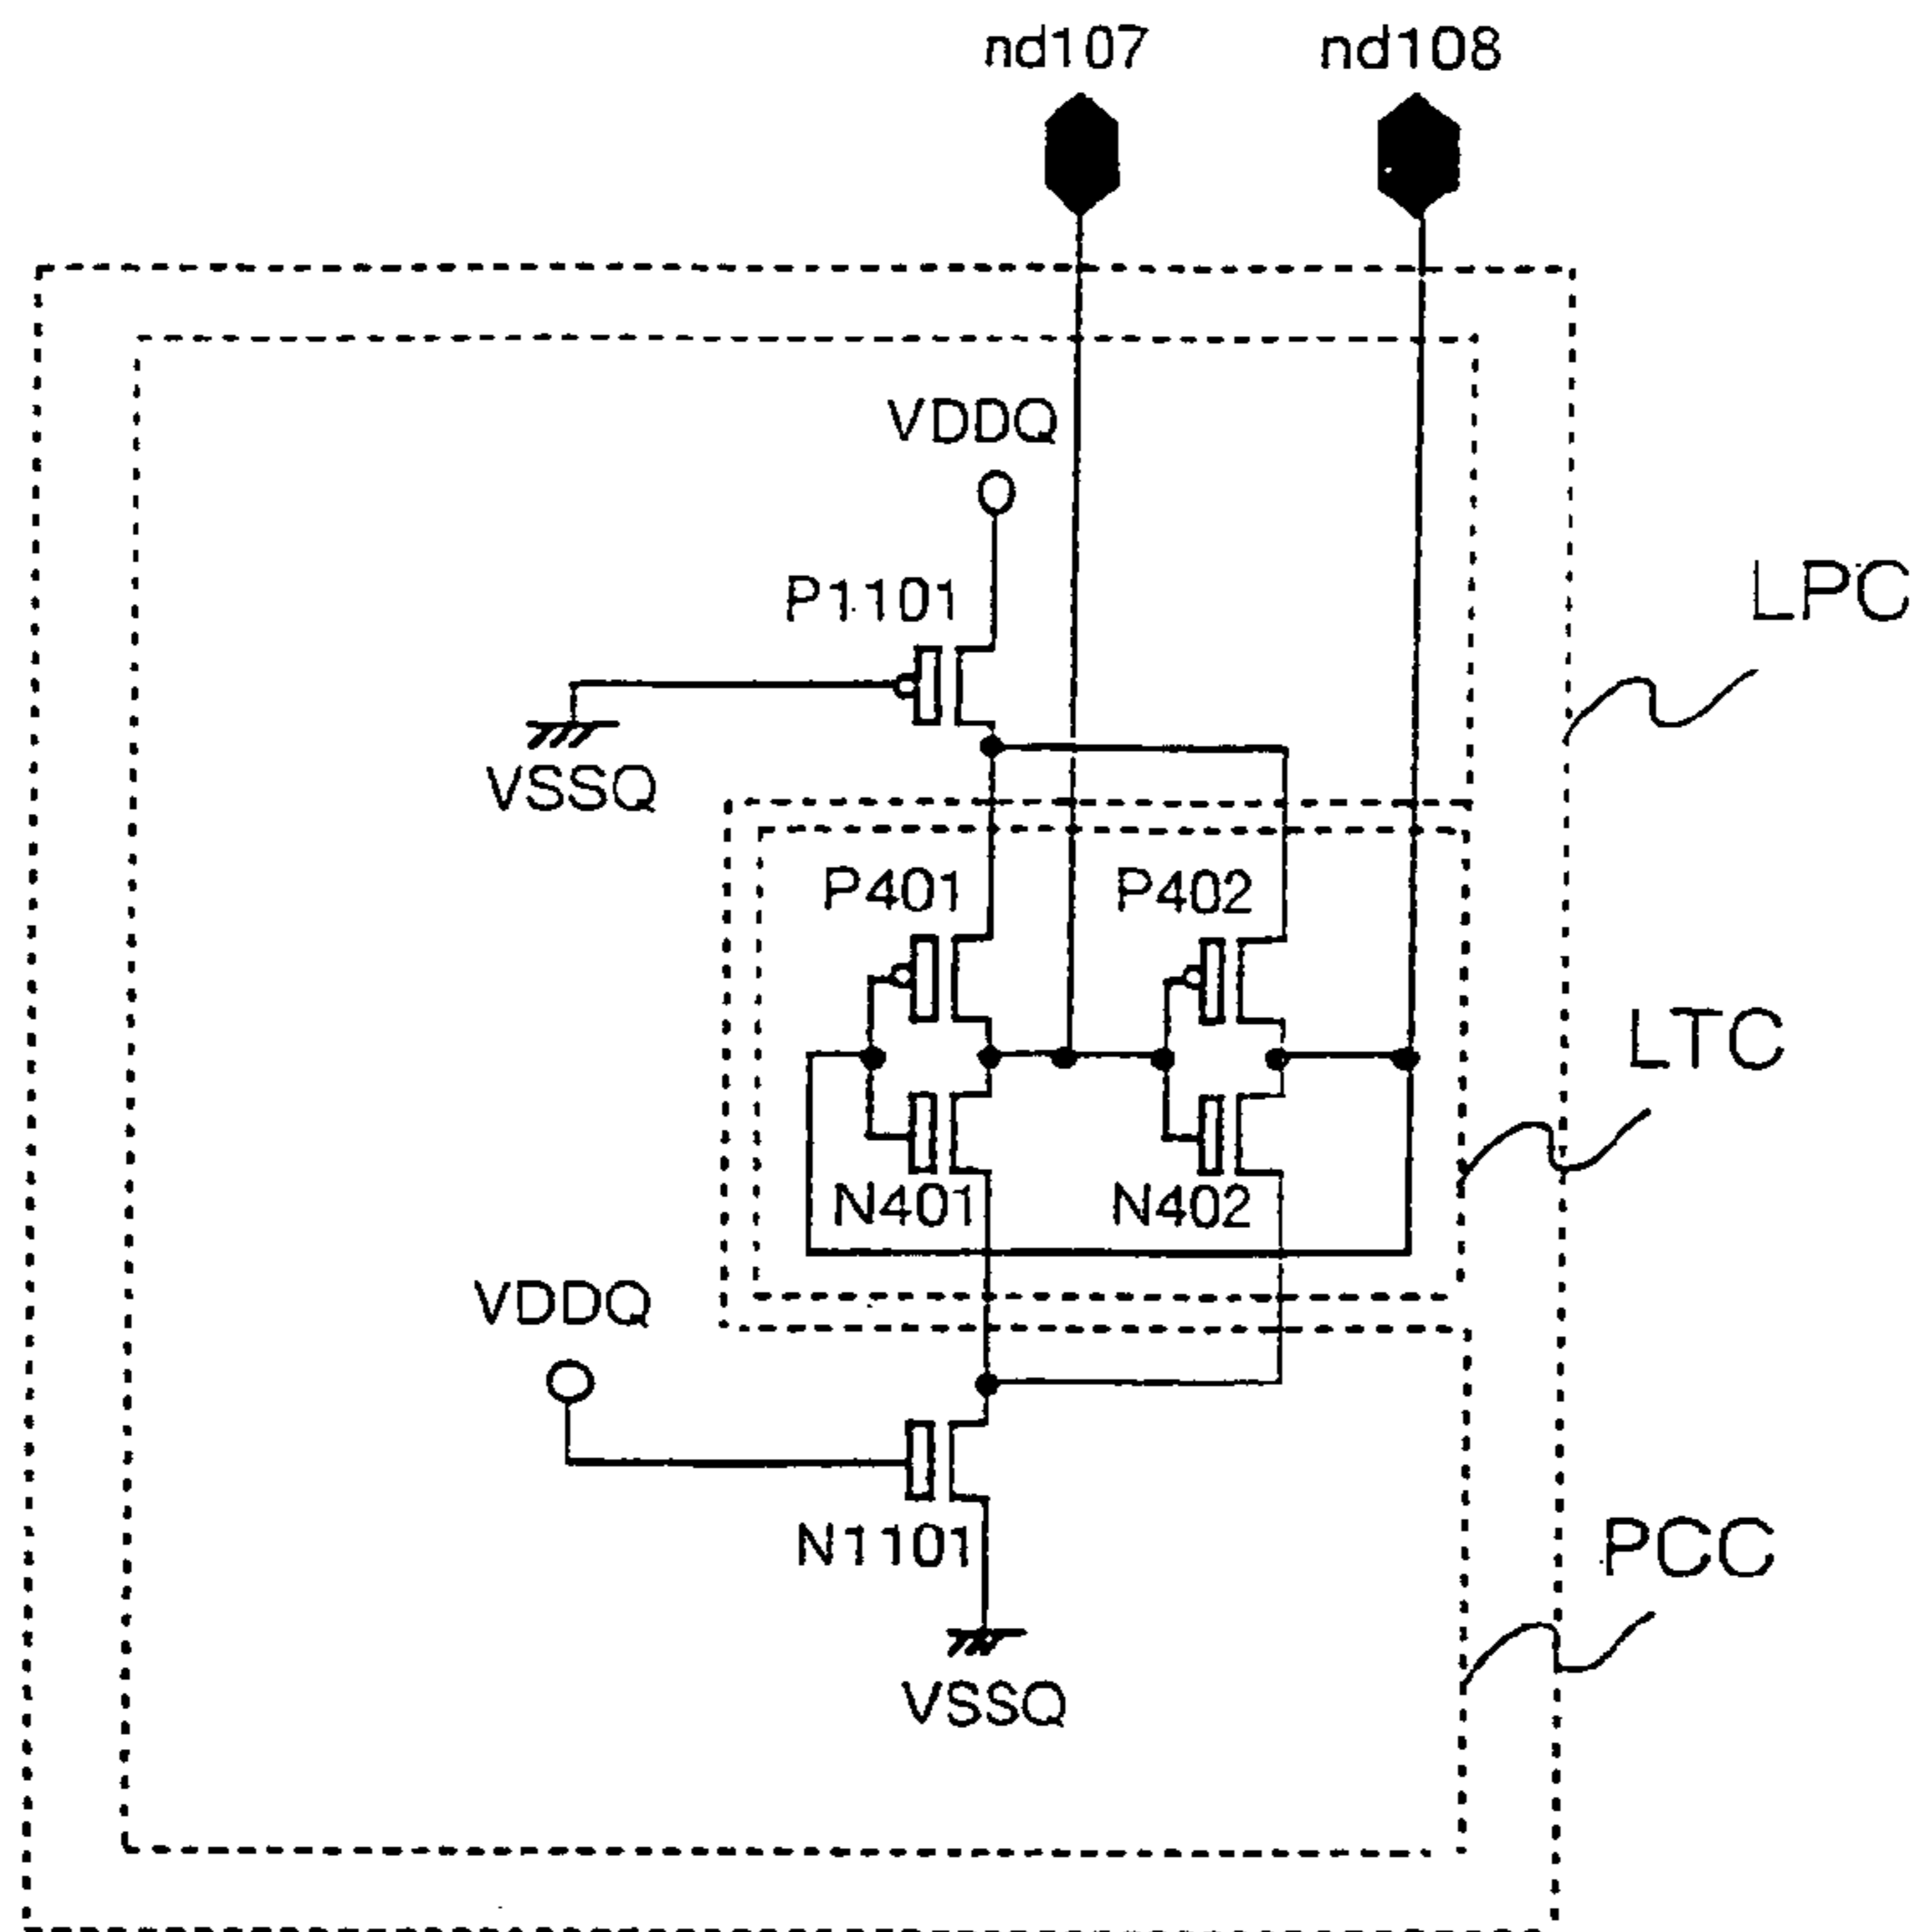 nd107
nd108
VDDQ
P1101
LPC
VSSQ
P401
P402
LTC
N401
N402
VDDQ
PCC
N1101
VSSQ